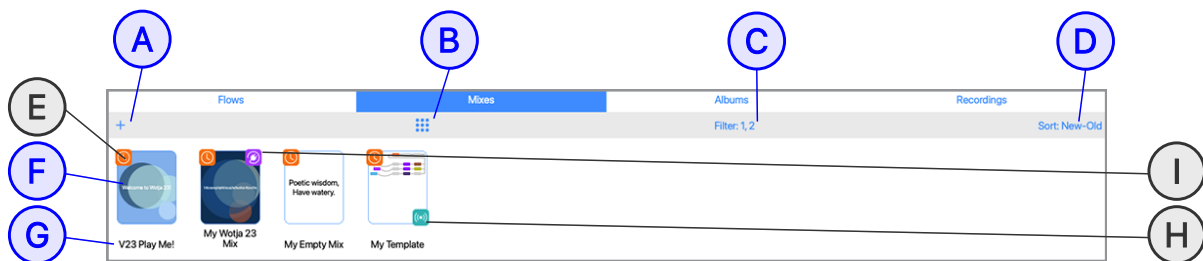 A
B
C
D
E
F
G
H
I
Flows
Mixes
Albums
Recordings
+
Filter: 1, 2
Sort: New-Old
Welcome to Wotja 23!
Poetic wisdom,
Have watery.
V23 Play Me!
My Wotja 23
Mix
My Empty Mix
My Template